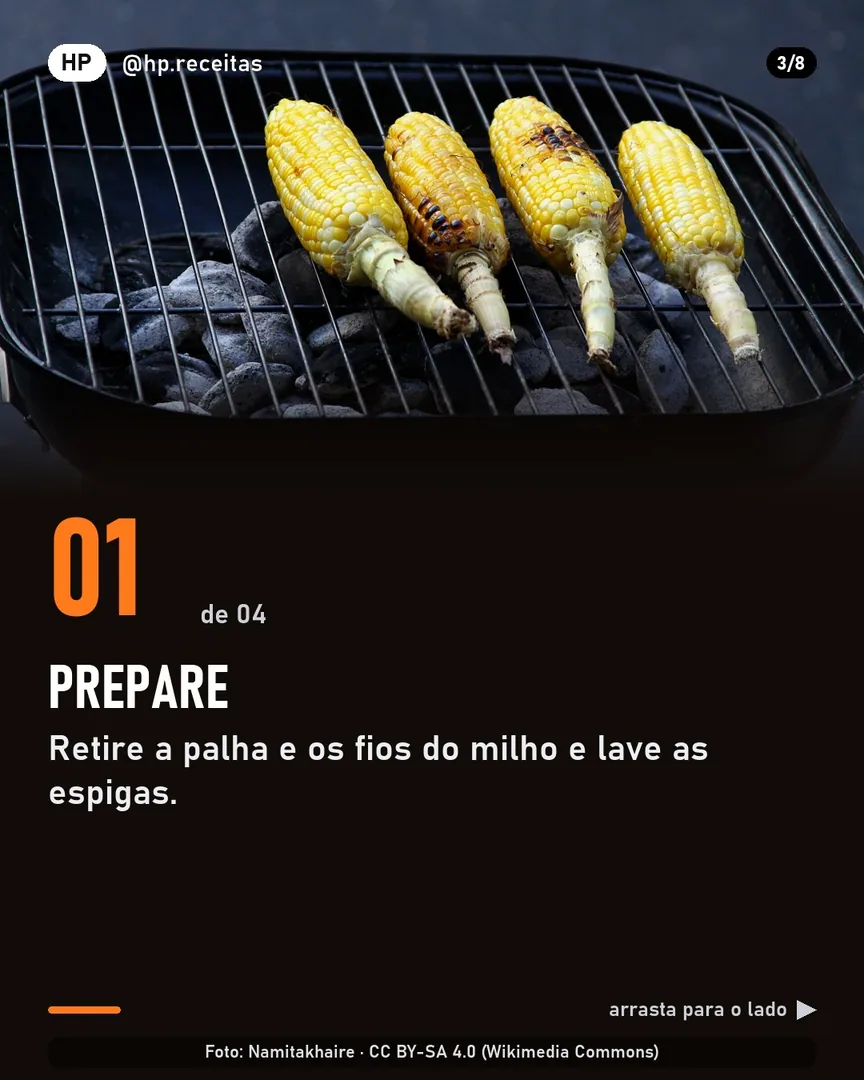 HP @hp.receitas
3/8
01
de 04
PREPARE
Retire a palha e os fios do milho e lave as
espigas.
arrasta para o lado ▶
Foto: Namitakhaire · CC BY-SA 4.0 (Wikimedia Commons)